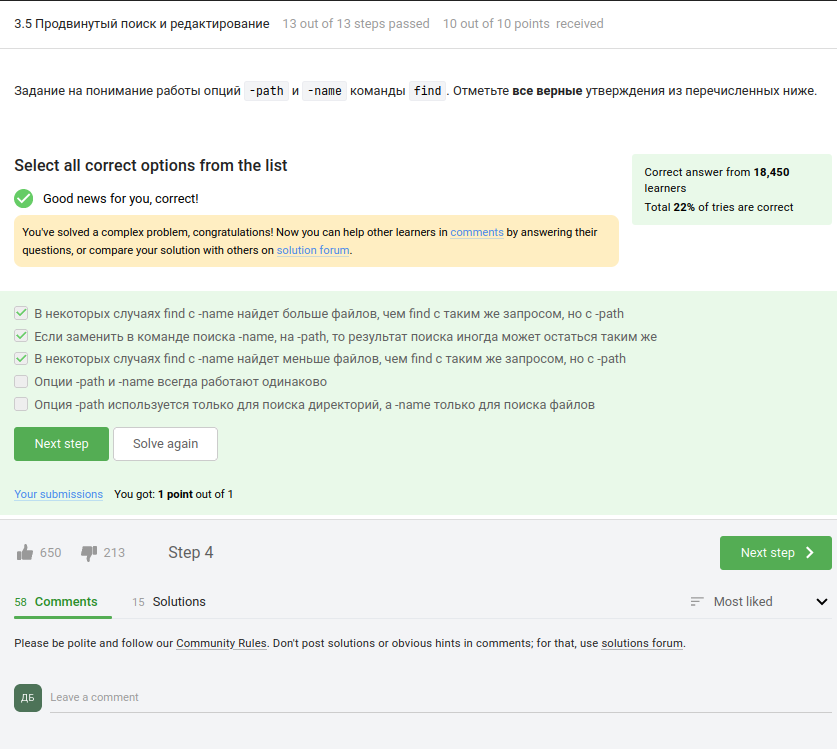 3.5 Продвинутый поиск и редактирование 13 out of 13 steps passed 10 out of 10 points received
Задание на понимание работы опций -path и -name команды find . Отметьте все верные утверждения из перечисленных ниже.
Select all correct options from the list
Good news for you, correct!
You've solved a complex problem, congratulations! Now you can help other learners in comments by answering their
questions, or compare your solution with others on solution forum.
Correct answer from 18,450
learners
Total 22% of tries are correct
В некоторых случаях find с -name найдет больше файлов, чем find с таким же запросом, но с -path
Если заменить в команде поиска -name, на -path, то результат поиска иногда может остаться таким же
В некоторых случаях find с -name найдет меньше файлов, чем find с таким же запросом, но с -path
Опции -path и -name всегда работают одинаково
Опция -path используется только для поиска директорий, а -name только для поиска файлов
Next step Solve again
Your submissions You got: 1 point out of 1
650 213 Step 4 Next step
58 Comments 15 Solutions Most liked
Please be polite and follow our Community Rules. Don't post solutions or obvious hints in comments; for that, use solutions forum.
ДБ Leave a comment